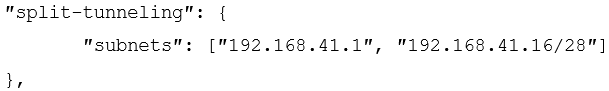 "split-tunneling": {
"subnets": ["192.168.41.1", "192.168.41.16/28"]
},